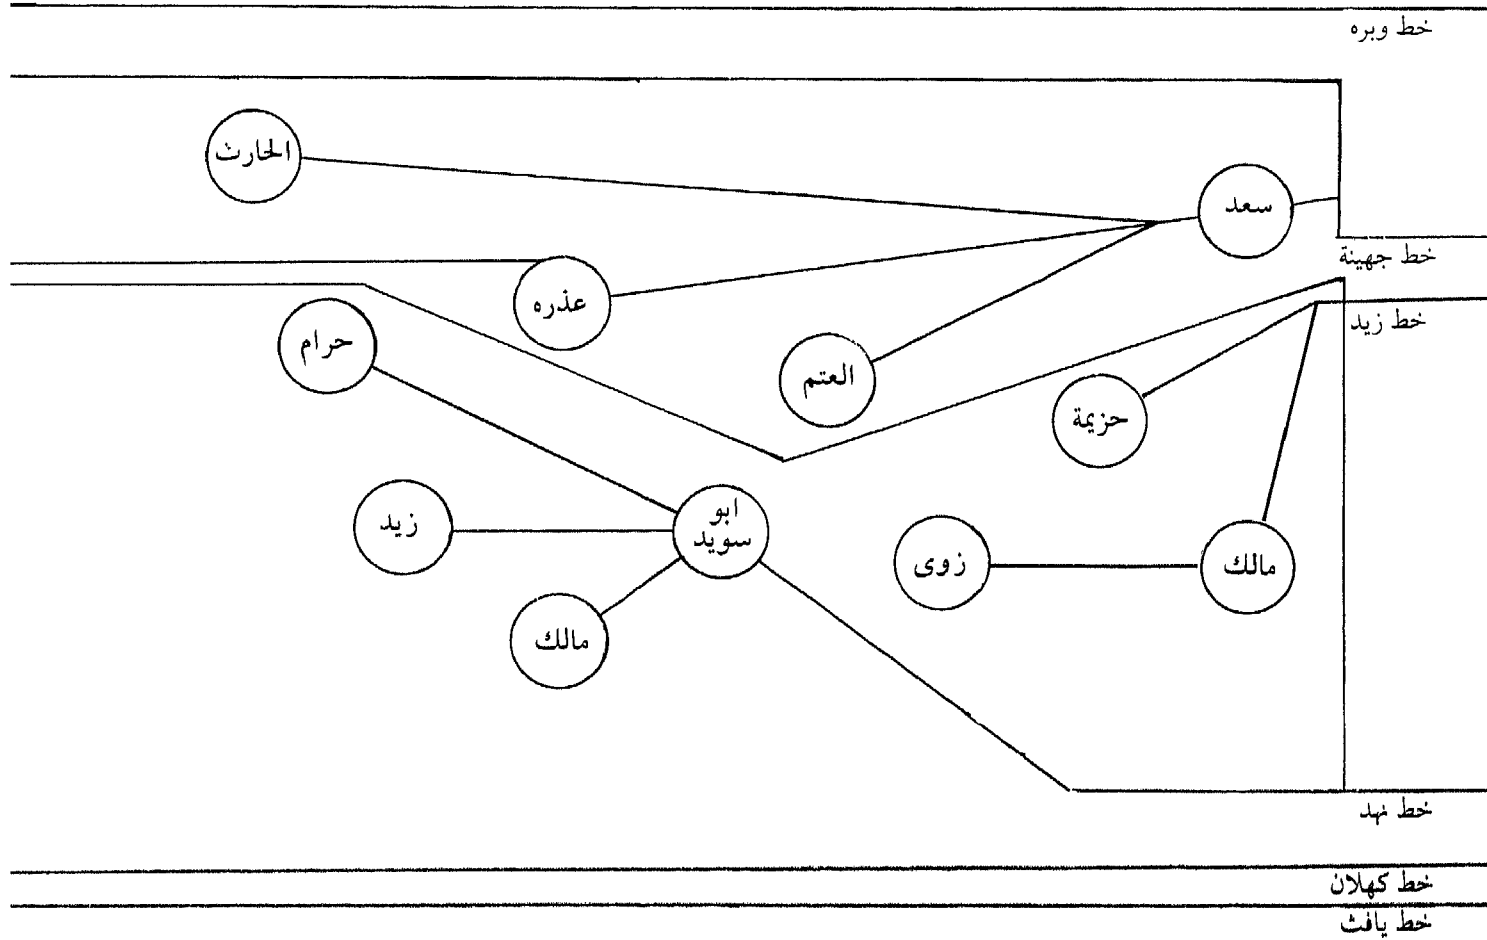 خط وبره
الحارث
سعد
خط جهينة
عذره
خط زيد
حرام
العتم
حزيمة
ابو
سويد
زيد
زوى
مالك
مالك
خط نهد
خط كهلان
خط يافث